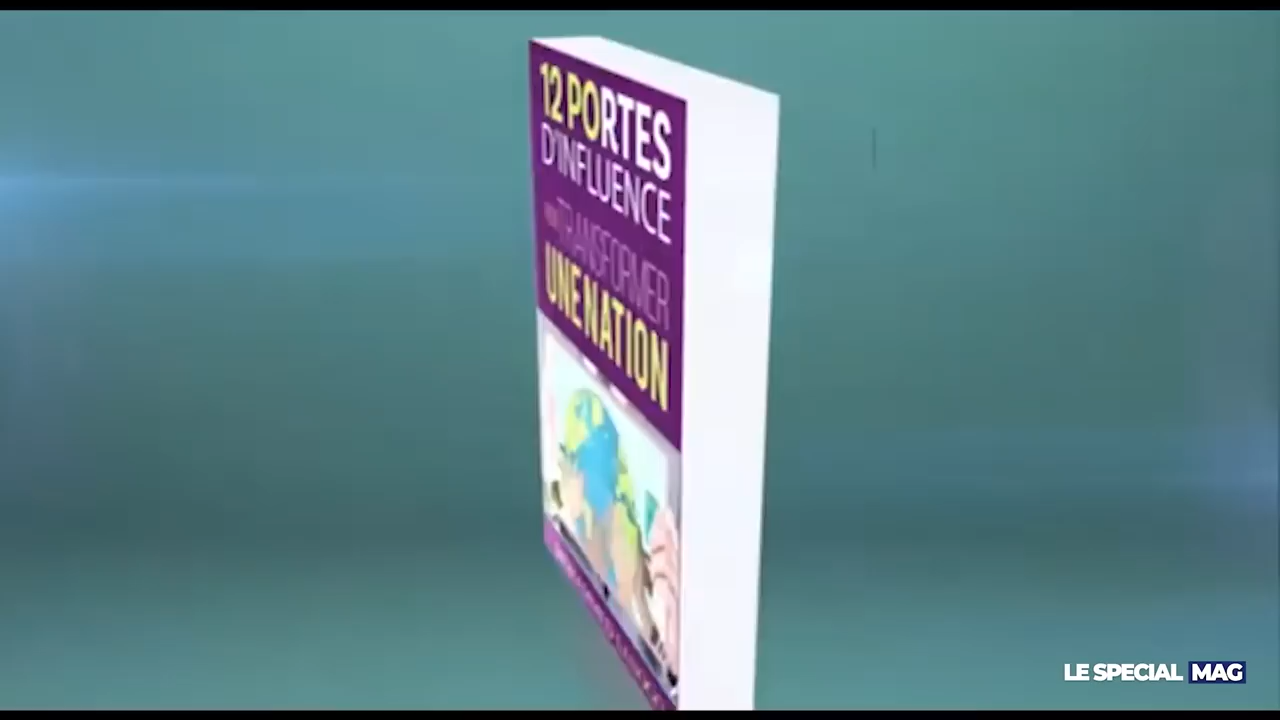 12 PORTES
D'INFLUENCE
TRANSFORMER
UNE NATION
LE SPECIAL MAG